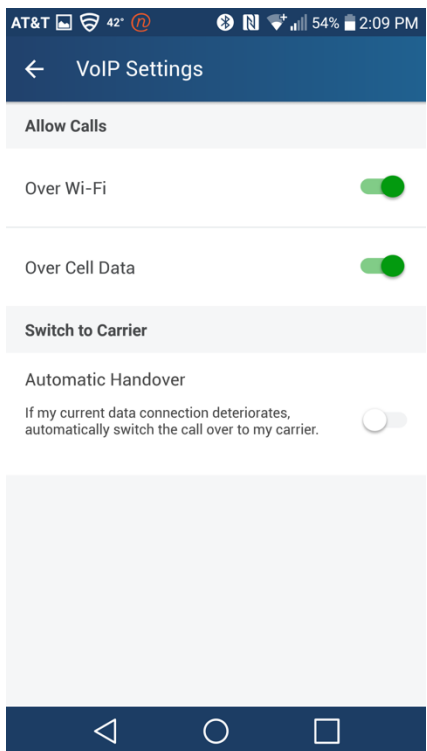 AT&T 42° n 54% 2:09 PM
VoIP Settings
Allow Calls
Over Wi-Fi
Over Cell Data
Switch to Carrier
Automatic Handover
If my current data connection deteriorates,
automatically switch the call over to my carrier.